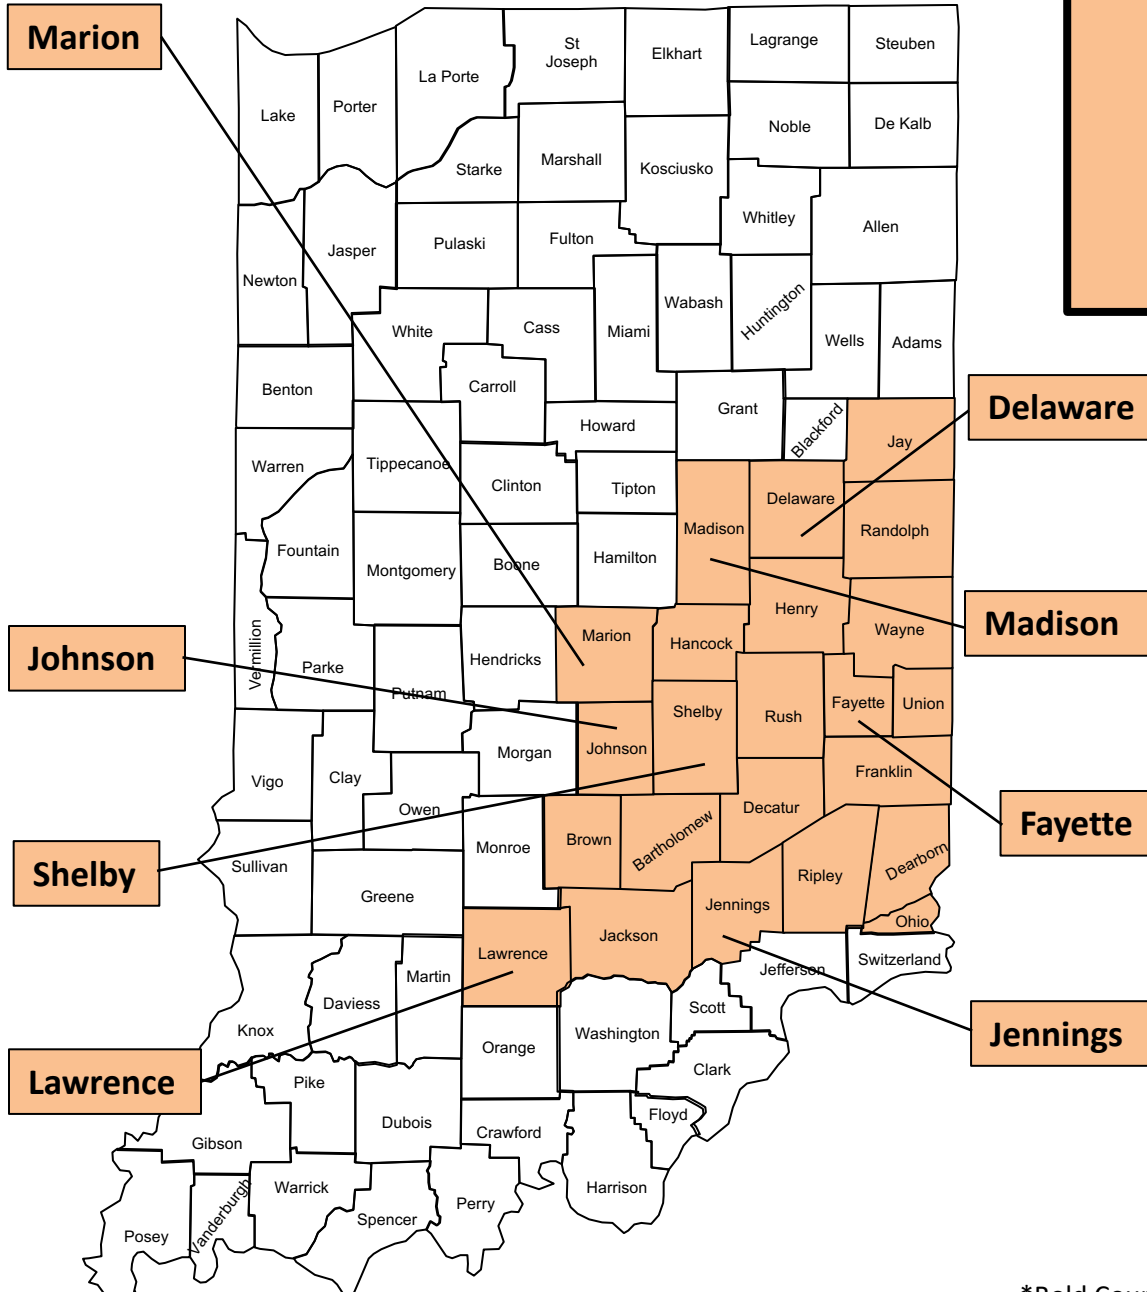 Marion
St
Joseph
Elkhart
Lagrange
Steuben
La Porte
Lake
Porter
Noble
De Kalb
Starke
Marshall
Kosciusko
Whitley
Allen
Newton
Jasper
Pulaski
Fulton
Wabash
Huntington
White
Cass
Miami
Wells
Adams
Benton
Carroll
Grant
Blackford
Delaware
Howard
Jay
Warren
Tippecanoe
Clinton
Tipton
Madison
Delaware
Randolph
Fountain
Montgomery
Boone
Hamilton
Henry
Madison
Johnson
Vermillion
Parke
Putnam
Hendricks
Marion
Hancock
Wayne
Shelby
Rush
Fayette
Union
Vigo
Clay
Morgan
Johnson
Franklin
Owen
Decatur
Fayette
Shelby
Sullivan
Monroe
Brown
Bartholomew
Ripley
Dearborn
Greene
Jennings
Ohio
Lawrence
Jackson
Jefferson
Switzerland
Knox
Daviess
Martin
Scott
Jennings
Orange
Washington
Clark
Lawrence
Pike
Dubois
Crawford
Floyd
Gibson
Harrison
Posey
Vanderburgh
Warrick
Spencer
Perry
*Bold